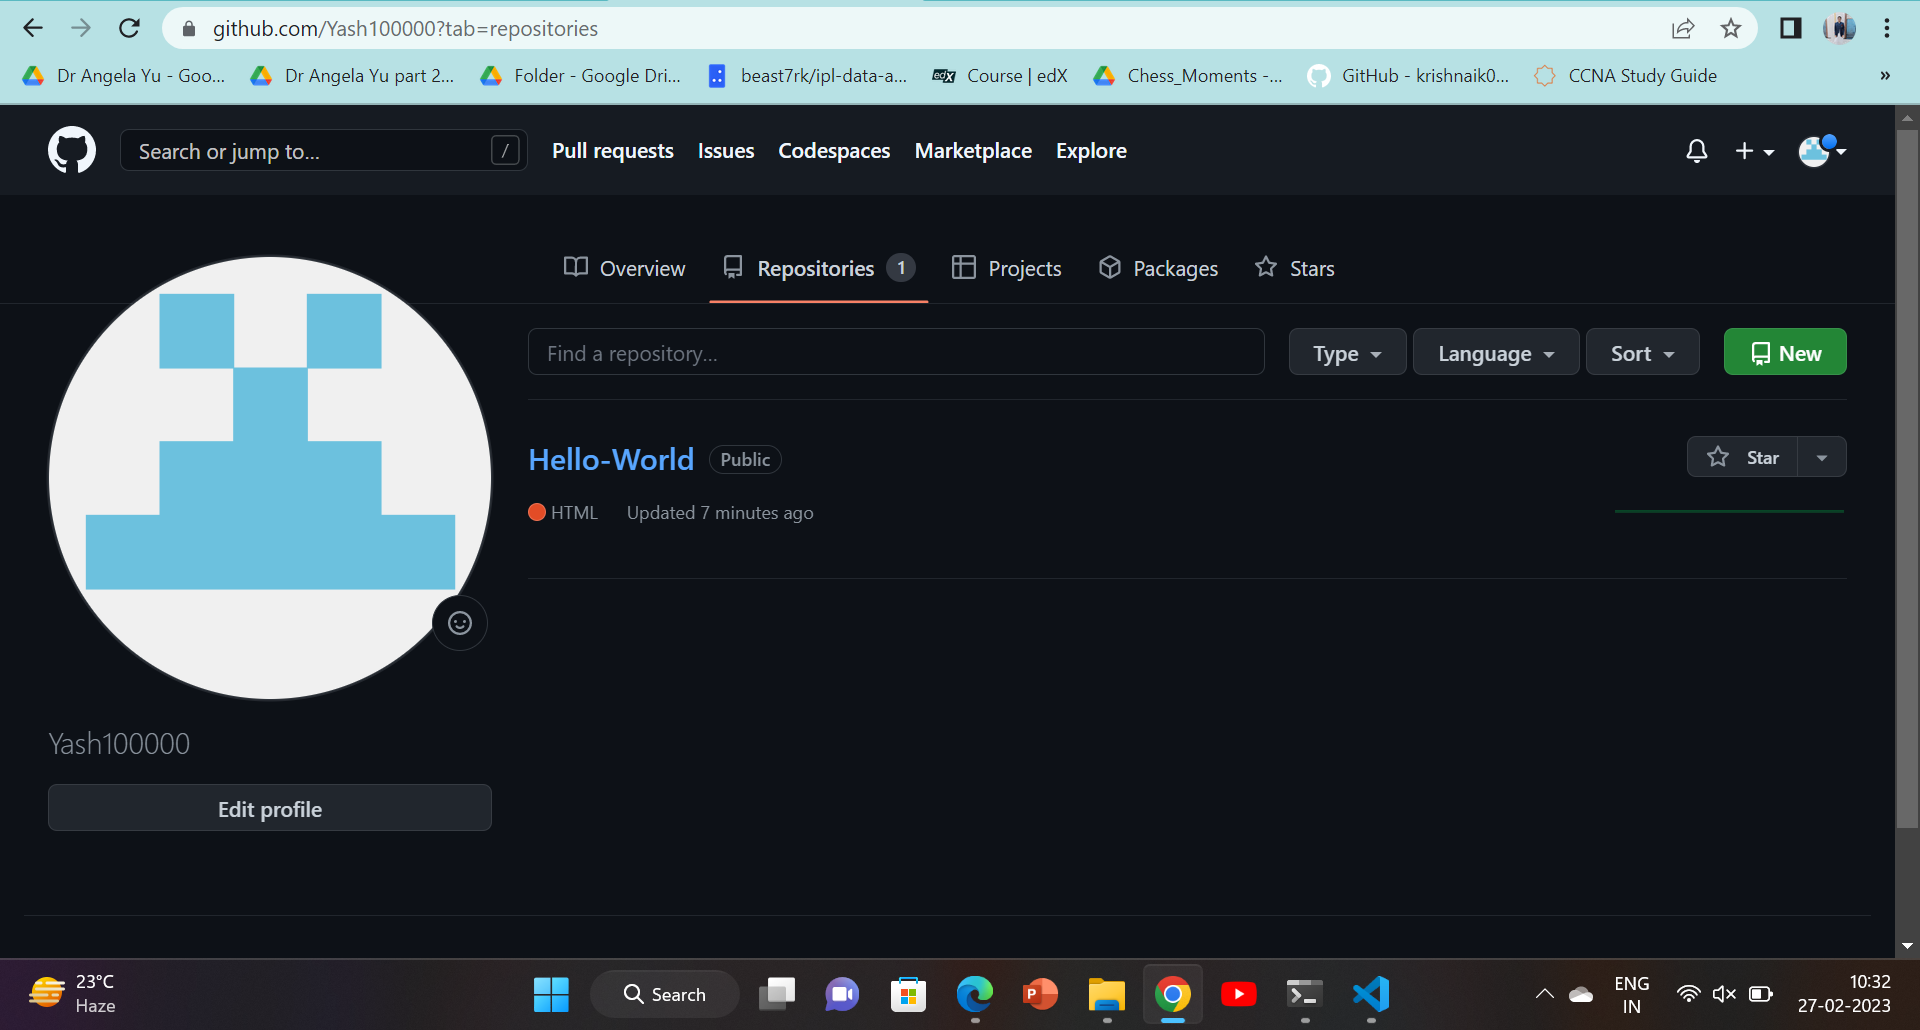 github.com/Yash100000?tab=repositories
Dr Angela Yu - Goo... Dr Angela Yu part 2... Folder - Google Dri... beast7rk/ipl-data-a... edX Course | edX Chess_Moments -... GitHub - krishnaik0... CCNA Study Guide »
Search or jump to... / Pull requests Issues Codespaces Marketplace Explore
Overview Repositories 1 Projects Packages Stars
Find a repository... Type Language Sort New
Hello-World Public Star
HTML Updated 7 minutes ago
Yash100000
Edit profile
23°C
Haze
Search
P
ENG
IN
10:32
27-02-2023